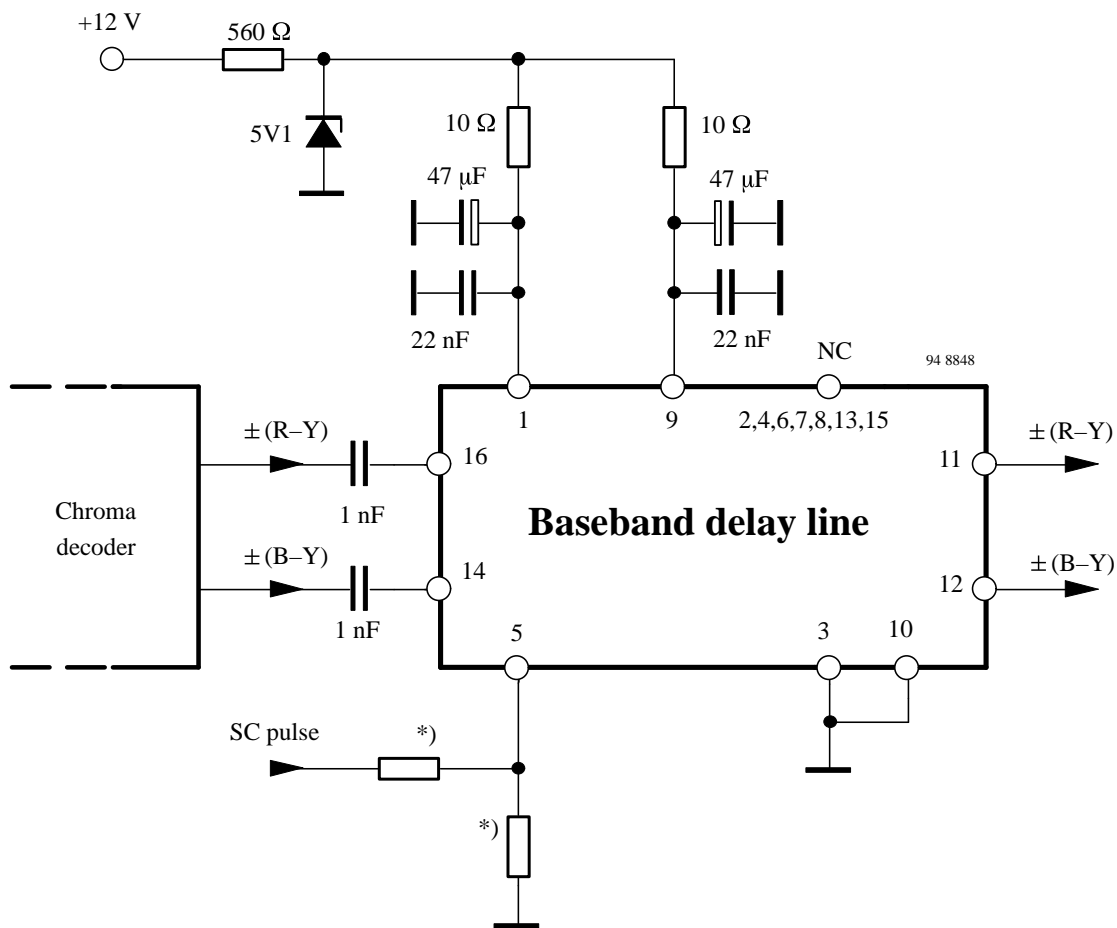 +12 V
560 Ω
5V1
10 Ω
10 Ω
47 µF
47 µF
22 nF
22 nF
NC
94 8848
1
9
2,4,6,7,8,13,15
± (R–Y)
16
11
± (R–Y)
1 nF
Chroma
decoder
Baseband delay line
± (B–Y)
14
12
± (B–Y)
1 nF
5
3
10
SC pulse
*)
*)